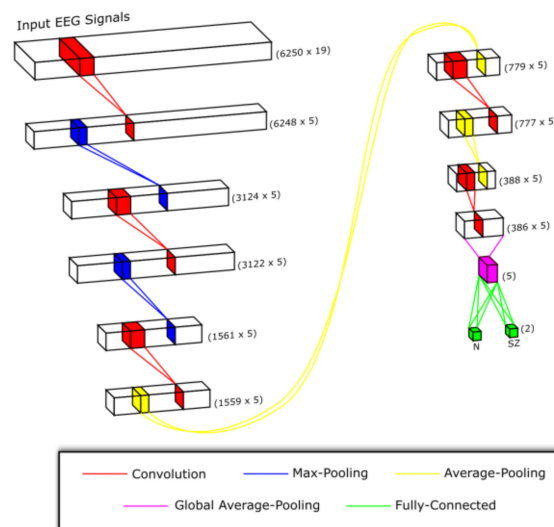 Input EEG Signals
(6250 x 19)
(6248 x 5)
(3124 x 5)
(3122 x 5)
(1561 x 5)
(1559 x 5)
(779 x 5)
(777 x 5)
(388 x 5)
(386 x 5)
(5)
(2)
N
SZ
Convolution
Max-Pooling
Average-Pooling
Global Average-Pooling
Fully-Connected